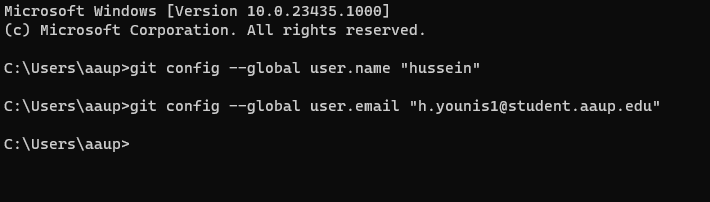 Microsoft Windows [Version 10.0.23435.1000]
(c) Microsoft Corporation. All rights reserved.
C:\Users\aaup>git config --global user.name "hussein"
C:\Users\aaup>git config --global user.email "h.younis1@student.aaup.edu"
C:\Users\aaup>